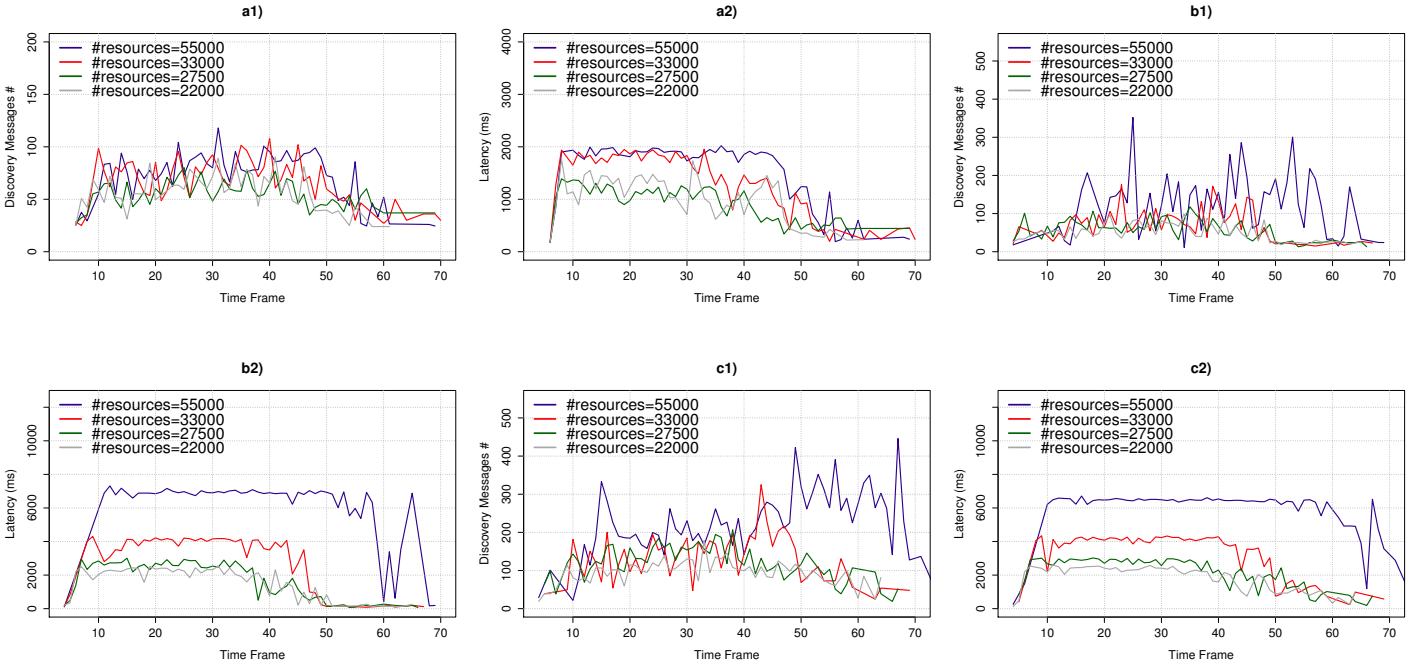 a1)
Discovery Messages #
0 50 100 150 200
#resources=55000
#resources=33000
#resources=27500
#resources=22000
10 20 30 40 50 60 70
Time Frame
a2)
Latency (ms)
0 1000 2000 3000 4000
#resources=55000
#resources=33000
#resources=27500
#resources=22000
10 20 30 40 50 60 70
Time Frame
b1)
Discovery Messages #
0 100 200 300 400 500
#resources=55000
#resources=33000
#resources=27500
#resources=22000
10 20 30 40 50 60 70
Time Frame
b2)
Latency (ms)
0 2000 6000 10000
#resources=55000
#resources=33000
#resources=27500
#resources=22000
10 20 30 40 50 60 70
Time Frame
c1)
Discovery Messages #
0 100 200 300 400 500
#resources=55000
#resources=33000
#resources=27500
#resources=22000
10 20 30 40 50 60 70
Time Frame
c2)
Latency (ms)
0 2000 6000 10000
#resources=55000
#resources=33000
#resources=27500
#resources=22000
10 20 30 40 50 60 70
Time Frame